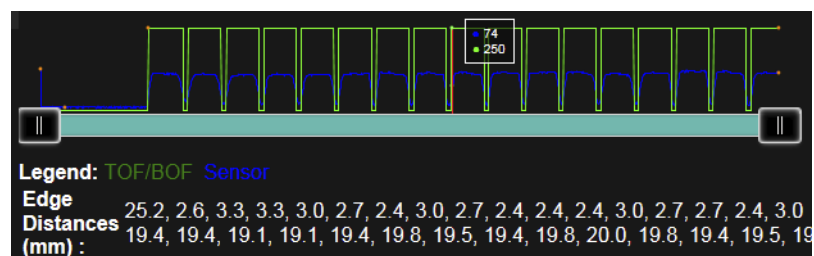 74
250
Legend: TOF/BOF Sensor
Edge
Distances
(mm) :
25.2, 2.6, 3.3, 3.3, 3.0, 2.7, 2.4, 3.0, 2.7, 2.4, 2.4, 2.4, 3.0, 2.7, 2.7, 2.4, 3.0
19.4, 19.4, 19.1, 19.1, 19.4, 19.8, 19.5, 19.4, 19.8, 20.0, 19.8, 19.4, 19.5, 19